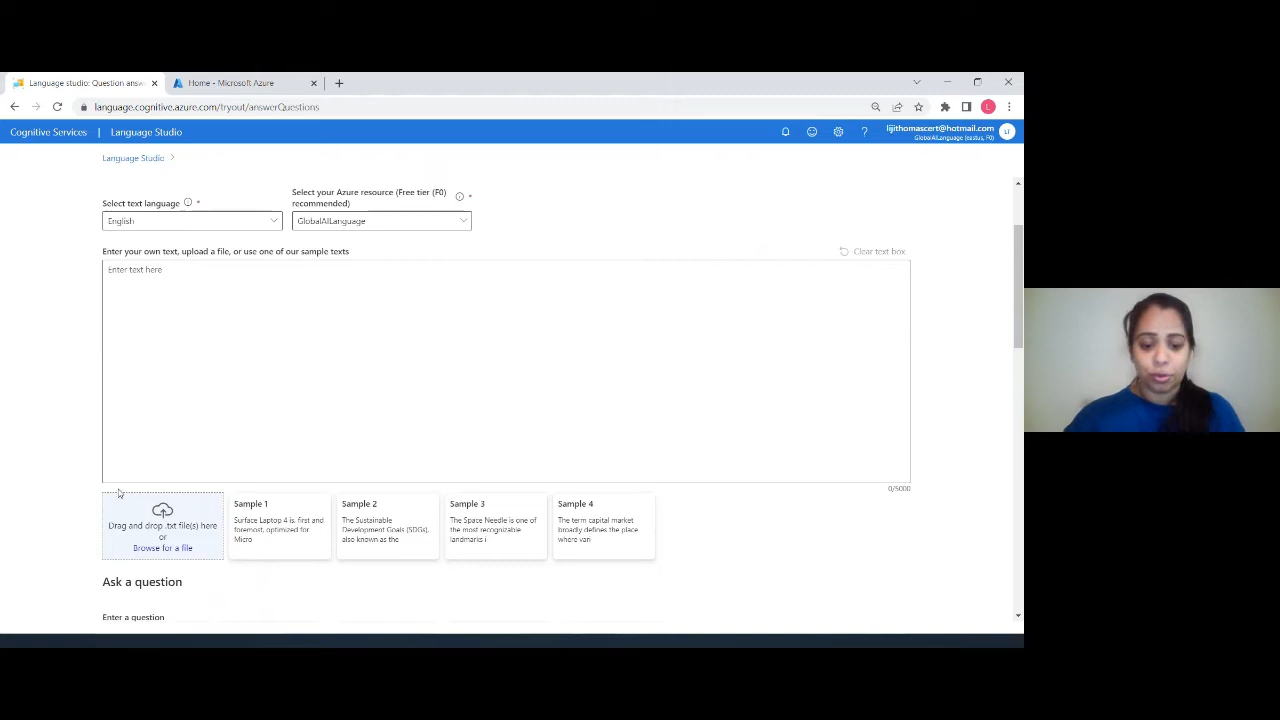 Language studio: Question answ
Home - Microsoft Azure
language.cognitive.azure.com/tryout/answerQuestions
L
Cognitive Services | Language Studio
lijithomascert@hotmail.com
GlobalAILanguage (eastus, F0)
LT
Language Studio
Select text language *
Select your Azure resource (Free tier (F0)
recommended) *
English
GlobalAILanguage
Enter your own text, upload a file, or use one of our sample texts
Clear text box
Enter text here
0/5000
Drag and drop .txt file(s) here
or
Browse for a file
Sample 1
Surface Laptop 4 is, first and
foremost, optimized for
Micro
Sample 2
The Sustainable
Development Goals (SDGs),
also known as the
Sample 3
The Space Needle is one of
the most recognizable
landmarks i
Sample 4
The term capital market
broadly defines the place
where vari
Ask a question
Enter a question